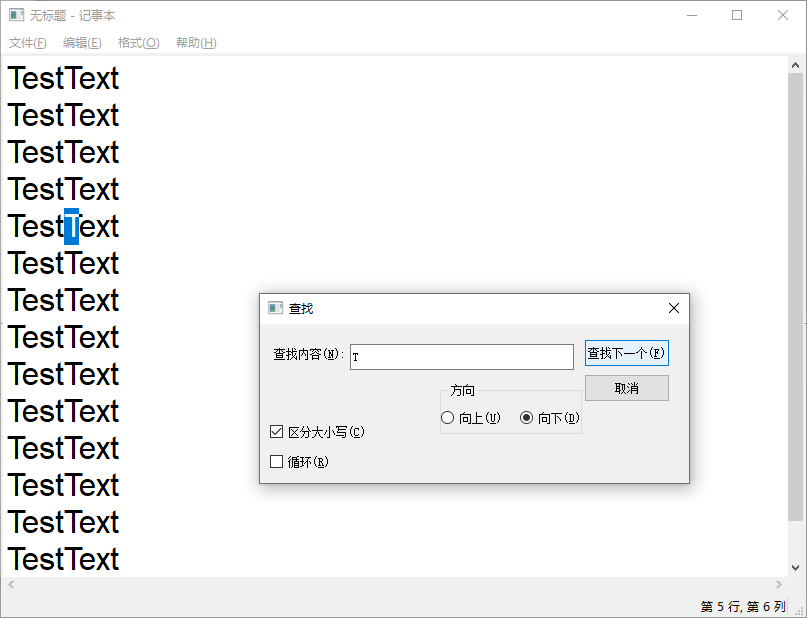 无标题 - 记事本
文件(F) 编辑(E) 格式(O) 帮助(H)
TestText
TestText
TestText
TestText
TestText
TestText
TestText
TestText
TestText
TestText
TestText
TestText
TestText
TestText
查找
查找内容(N): T
查找下一个(F)
取消
方向
向上(U) 向下(D)
区分大小写(C)
循环(R)
第 5 行, 第 6 列